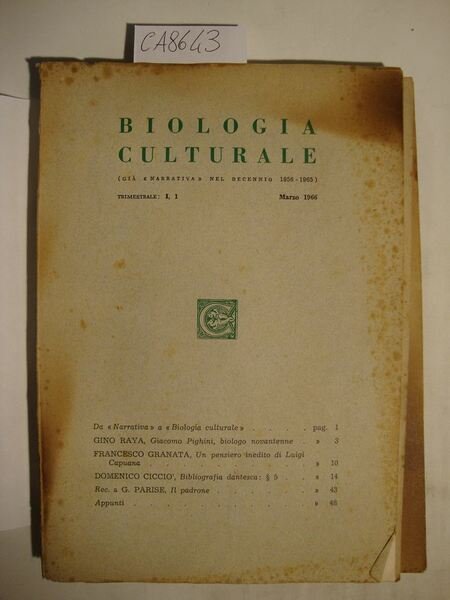 CA8643
BIOLOGIA
CULTURALE
(GIÀ «NARRATIVA» NEL DECENNIO 1956-1965)
TRIMESTRALE: I, 1 Marzo 1966
C
Da «Narrativa» a «Biologia culturale» . . . . pag. 1
GINO RAYA, Giacomo Pighini, biologo novantenne . » 3
FRANCESCO GRANATA, Un pensiero inedito di Luigi
Capuana . . . . . . . . . . » 10
DOMENICO CICCIO', Bibliografia dantesca: § 5 . » 14
Rec. a G. PARISE, Il padrone . . . . . » 43
Appunti . . . . . . . . . . » 46